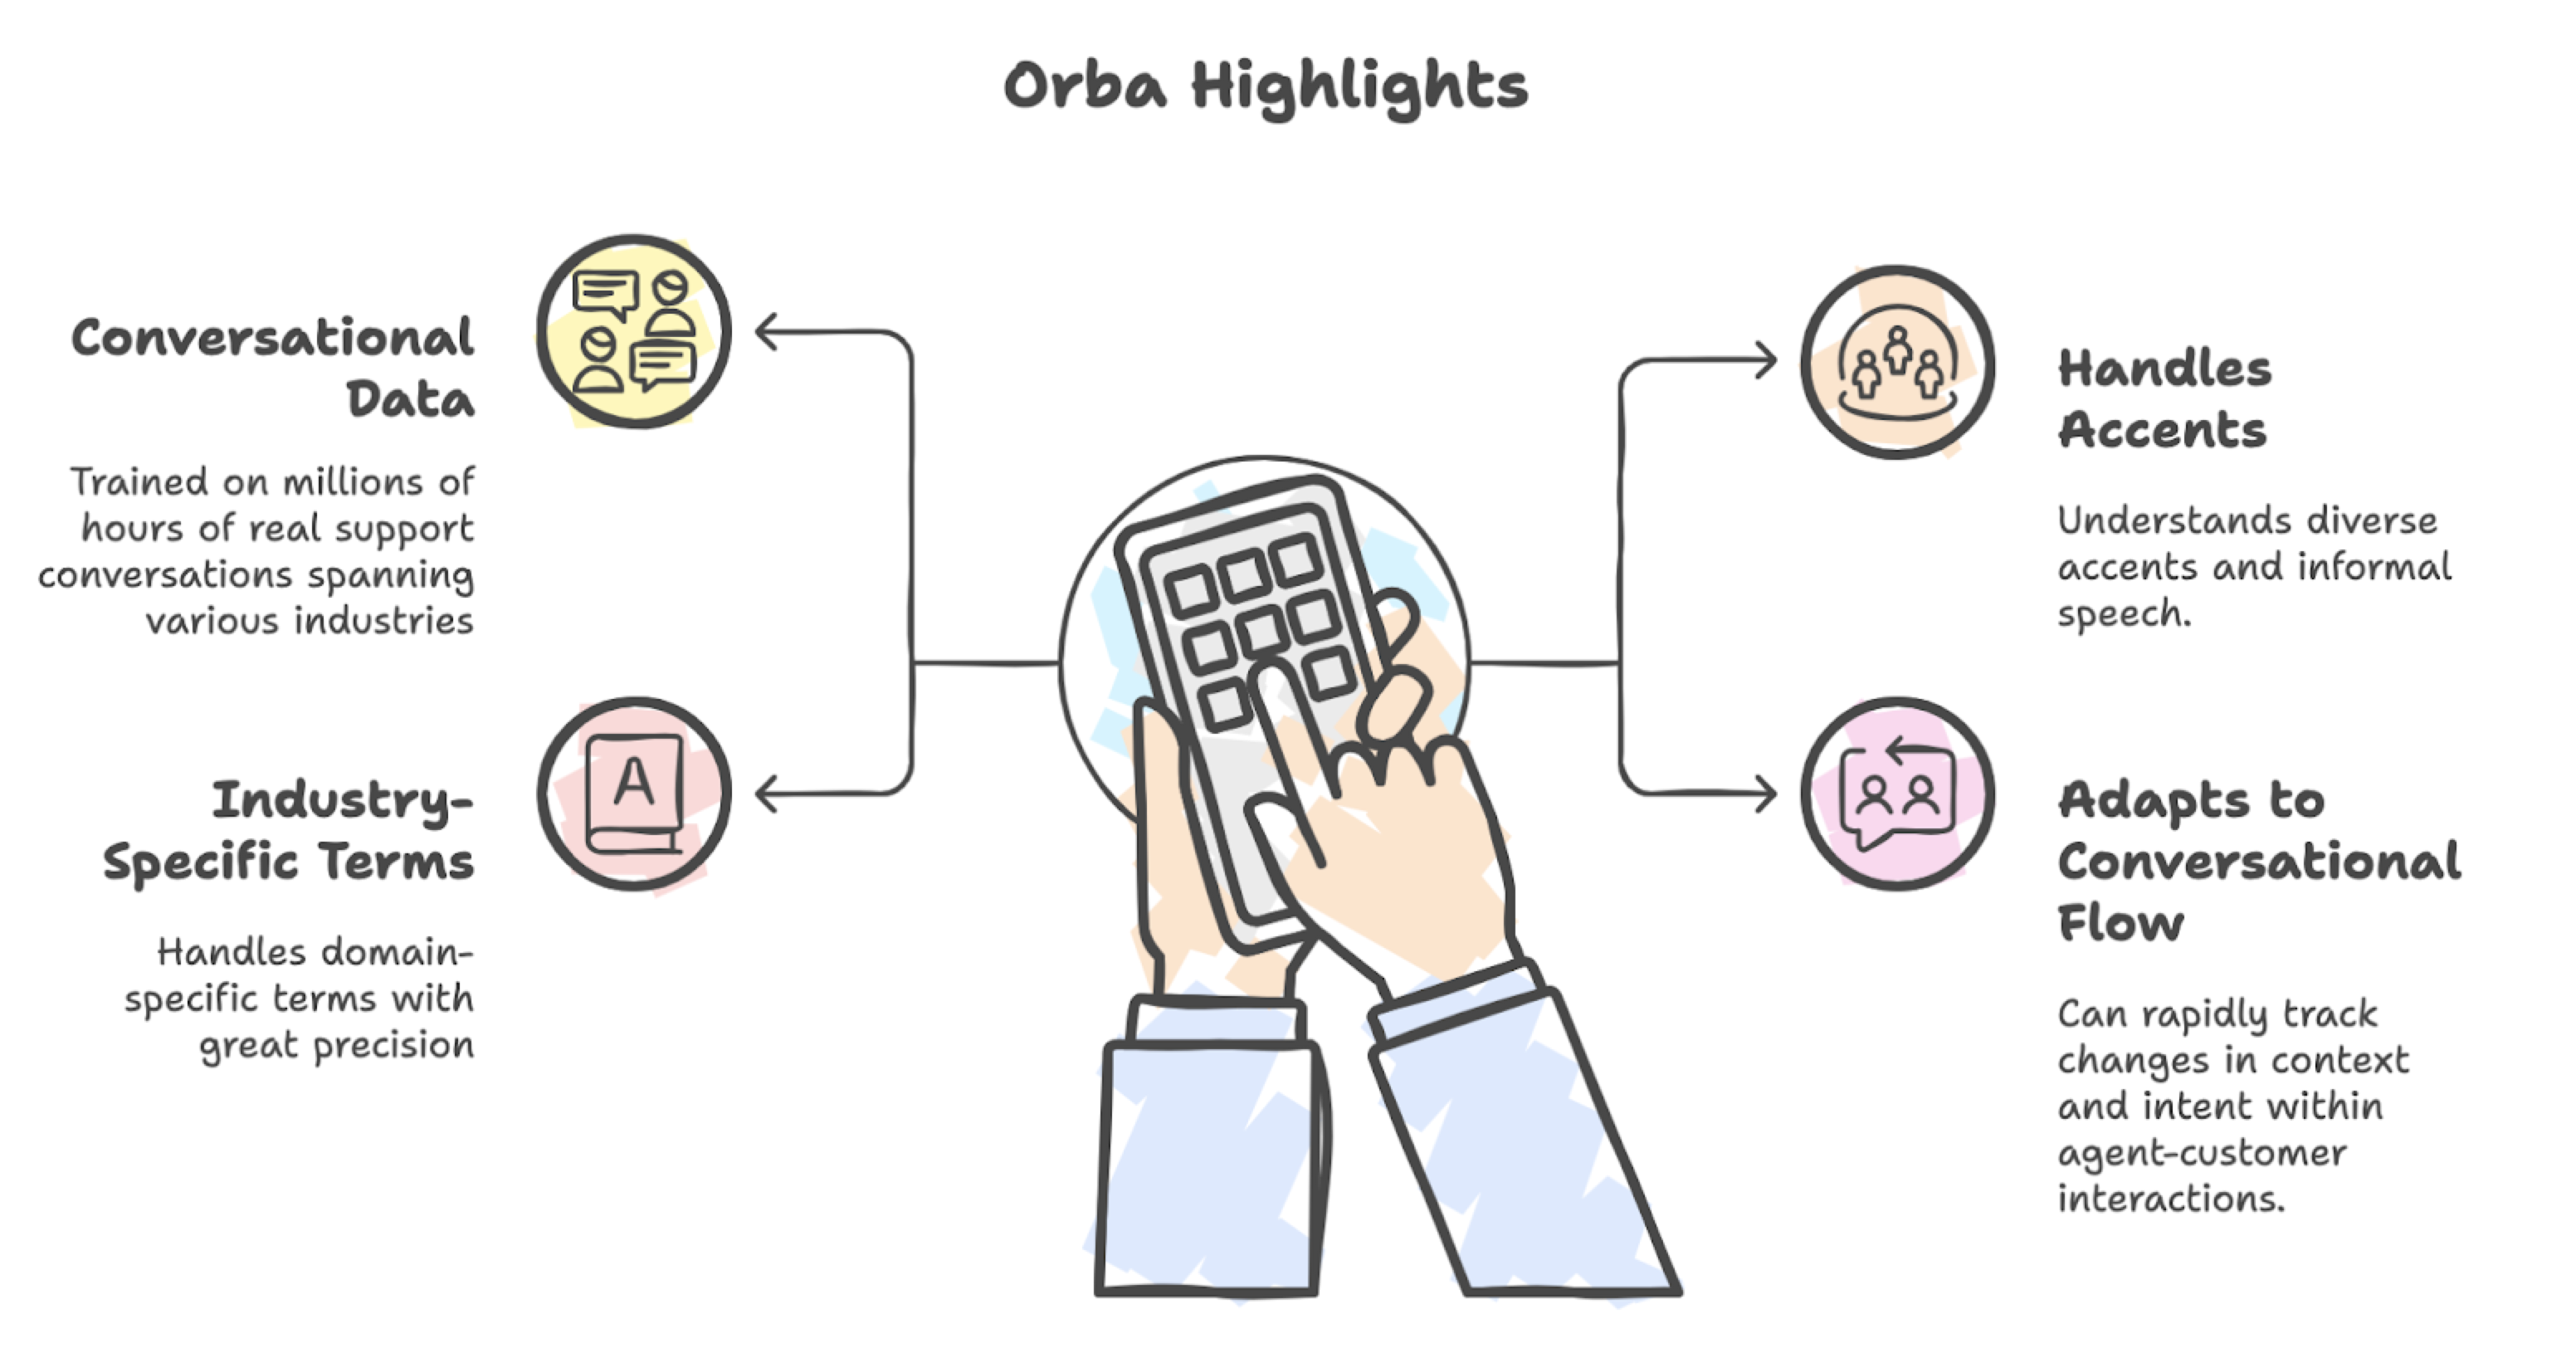 Orba Highlights
Conversational
Data
Trained on millions of
hours of real support
conversations spanning
various industries
Industry-
Specific Terms
Handles domain-
specific terms with
great precision
A
Handles
Accents
Understands diverse
accents and informal
speech.
Adapts to
Conversational
Flow
Can rapidly track
changes in context
and intent within
agent-customer
interactions.